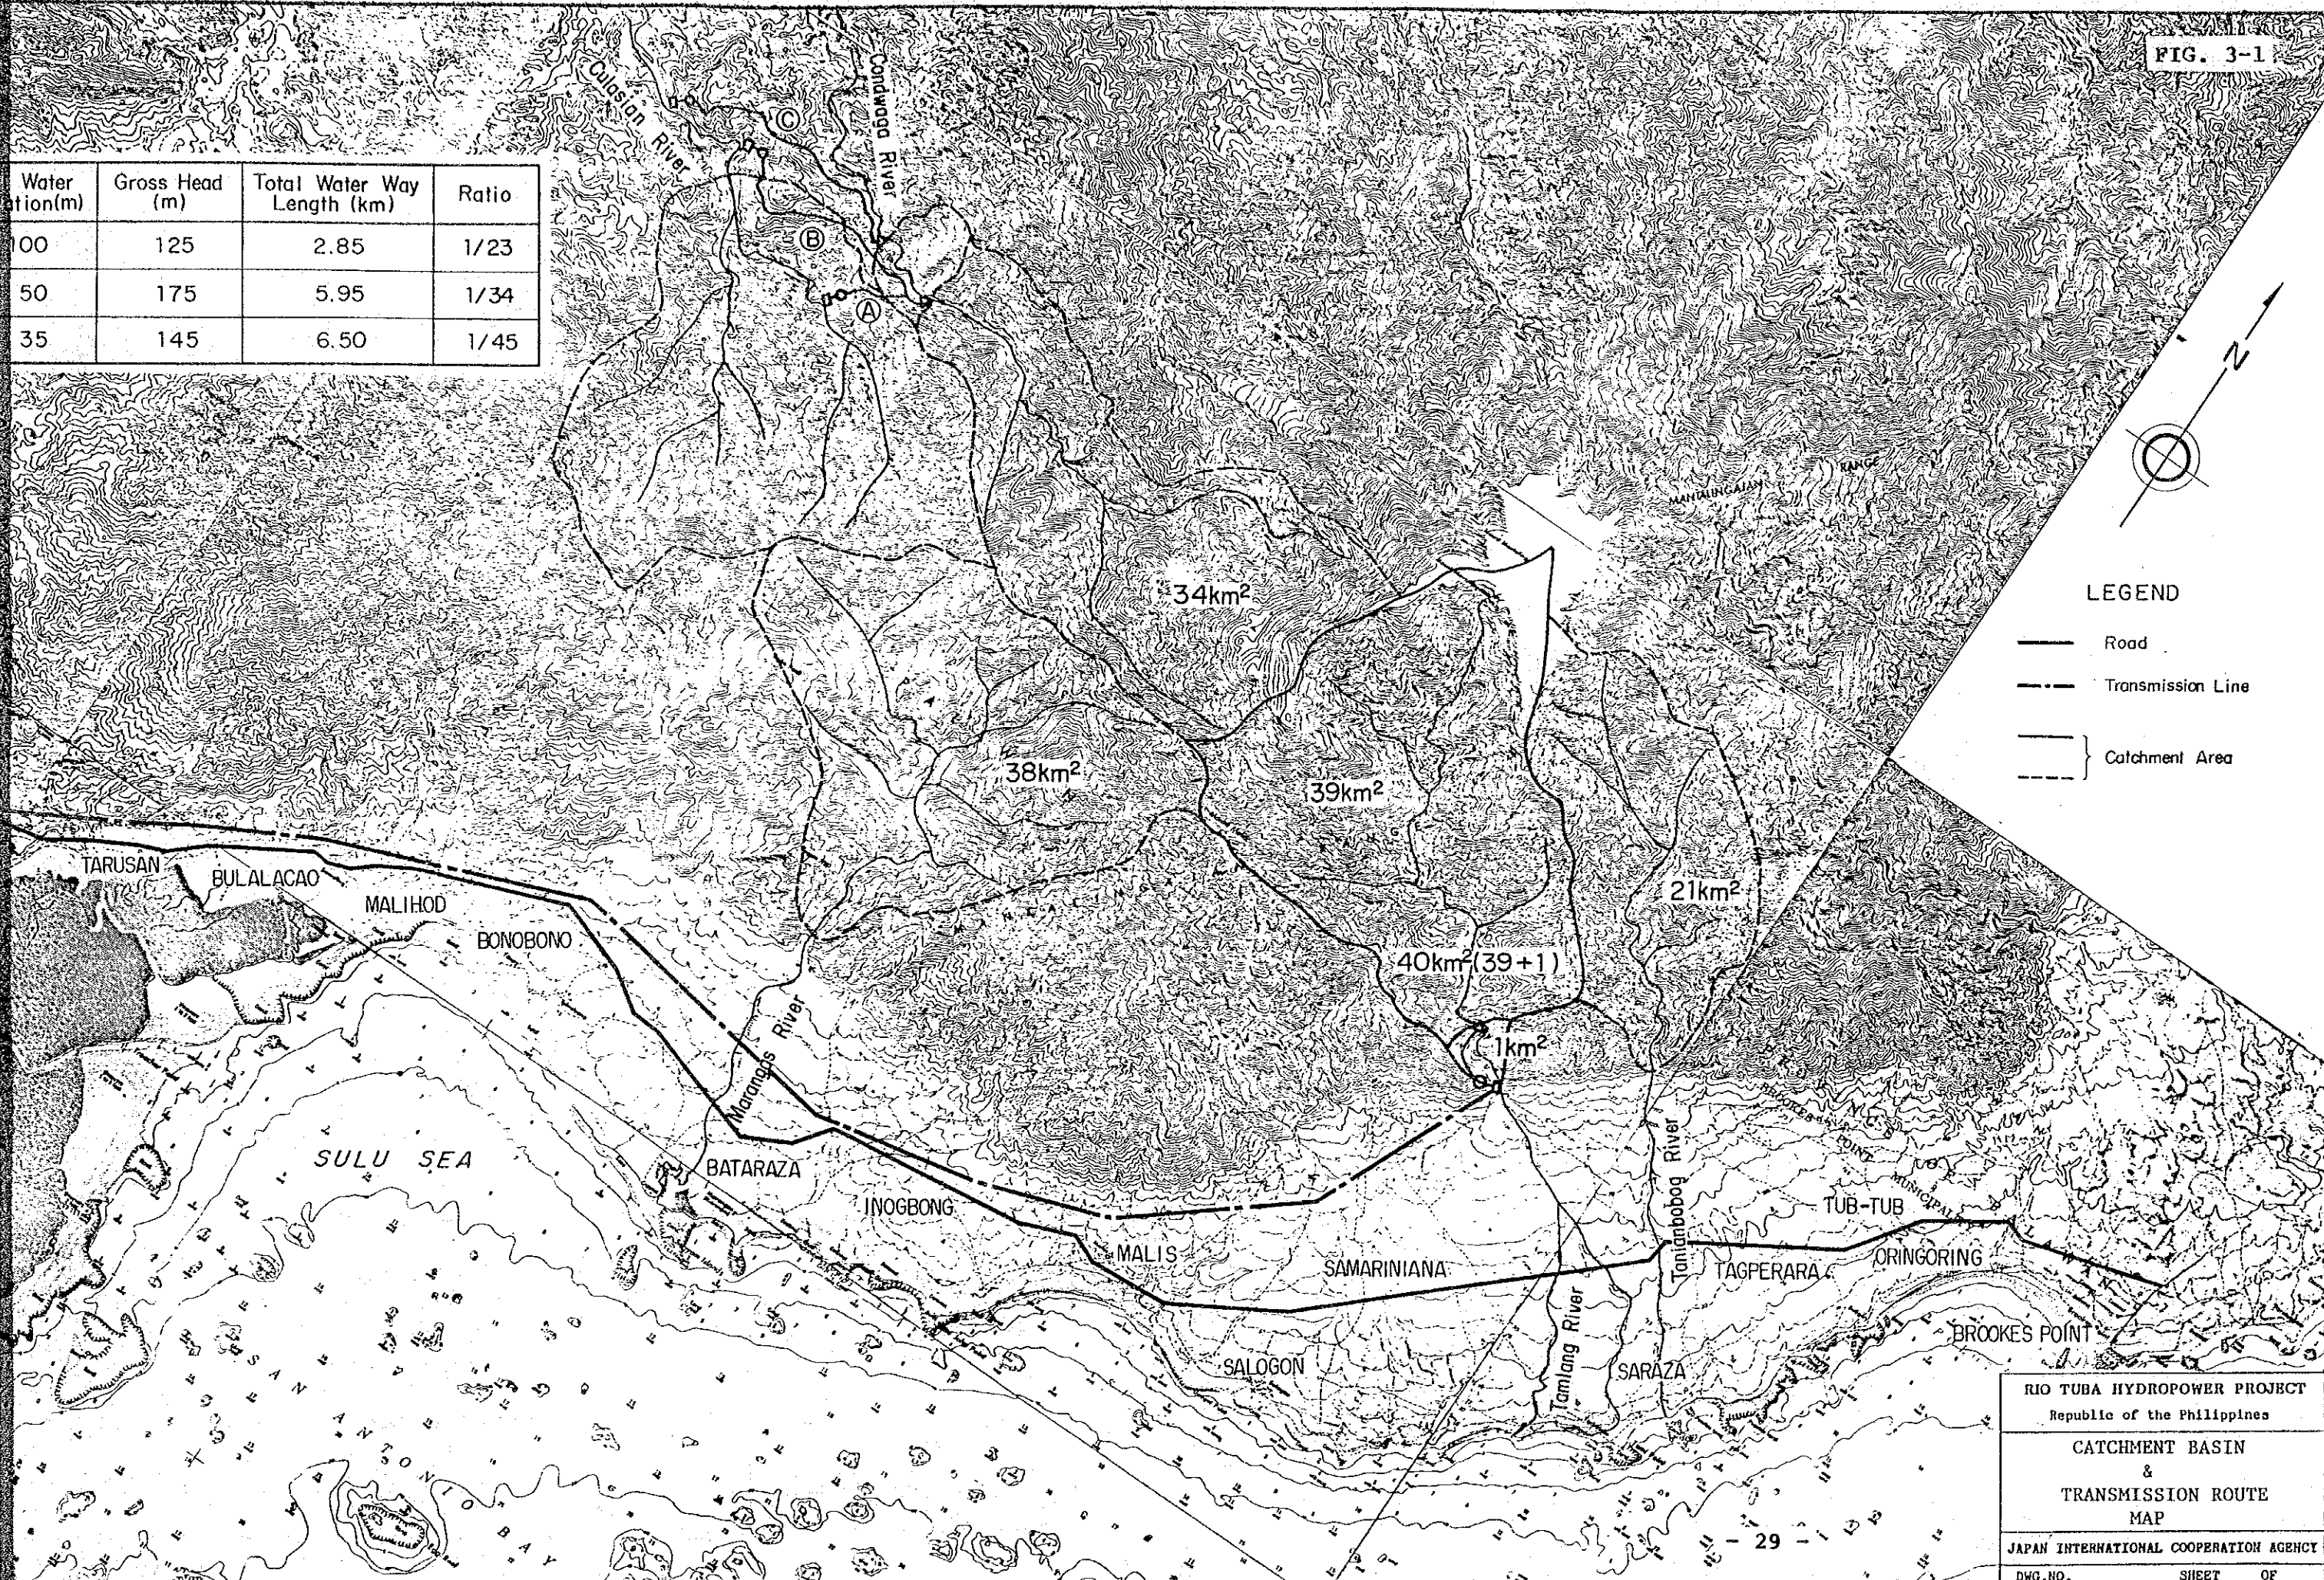 FIG. 3-1
Culasian River
Condwaga River
Water
Gross Head
(m)
Total Water Way
Length (km)
Ratio
00
125
2.85
1/23
50
175
5.95
1/34
35
145
6.50
1/45
Ⓒ
Ⓑ
Ⓐ
N
MANTALINGAJAN RANGE
LEGEND
Road
Transmission Line
Catchment Area
34km²
38km²
39km²
21km²
40km²(39+1)
1km²
TARUSAN
BULALACAO
MALIHOD
BONOBONO
Marangas River
SULU SEA
BATARAZA
INOGBONG
MALIS
SAMARINIANA
SALOGON
Tamlang River
Tanianbobog River
SARAZA
TAGPERARA
TUB-TUB
ORINGORING
BROOKES POINT
SAN ANTONIO BAY
RIO TUBA HYDROPOWER PROJECT
Republic of the Philippines
CATCHMENT BASIN
&
TRANSMISSION ROUTE
MAP
JAPAN INTERNATIONAL COOPERATION AGENCY
DWG.NO. SHEET OF
- 29 -